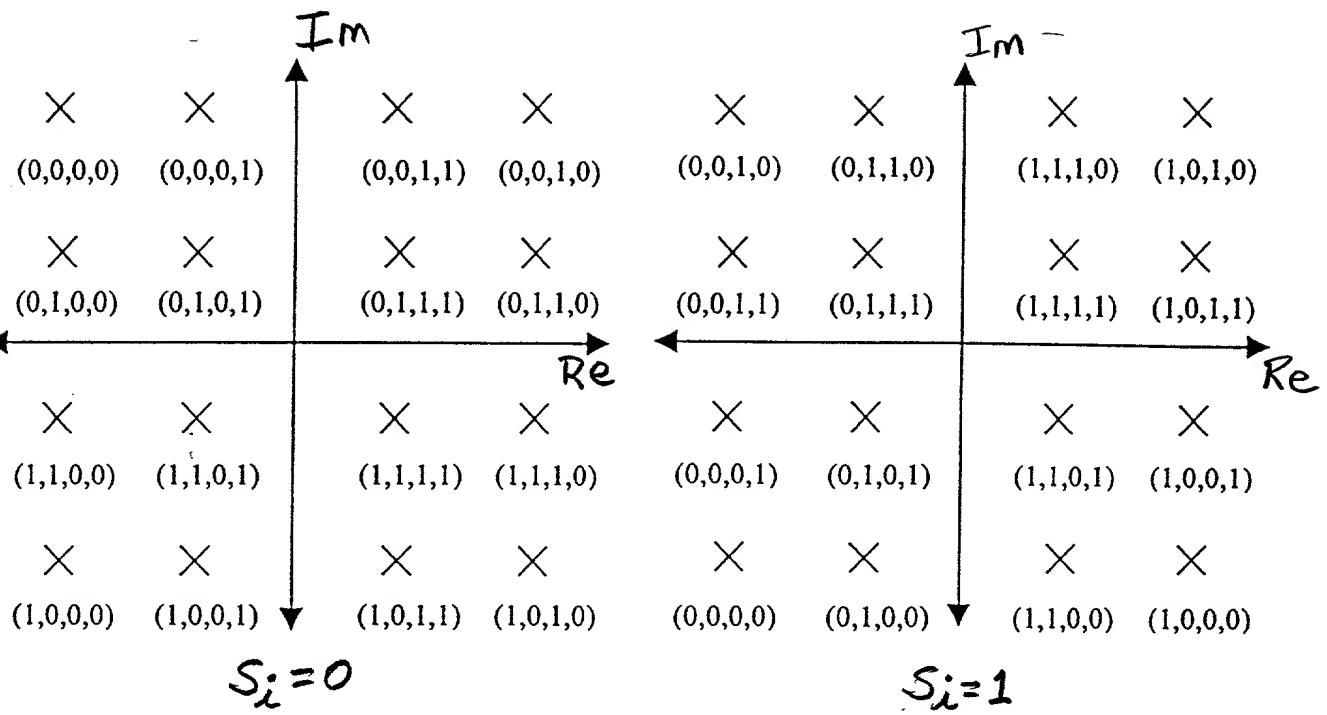 Im
(0,0,0,0) (0,0,0,1) (0,0,1,1) (0,0,1,0)
(0,1,0,0) (0,1,0,1) (0,1,1,1) (0,1,1,0)
Re
(1,1,0,0) (1,1,0,1) (1,1,1,1) (1,1,1,0)
(1,0,0,0) (1,0,0,1) (1,0,1,1) (1,0,1,0)
Si=0
Im
(0,0,1,0) (0,1,1,0) (1,1,1,0) (1,0,1,0)
(0,0,1,1) (0,1,1,1) (1,1,1,1) (1,0,1,1)
Re
(0,0,0,1) (0,1,0,1) (1,1,0,1) (1,0,0,1)
(0,0,0,0) (0,1,0,0) (1,1,0,0) (1,0,0,0)
Si=1